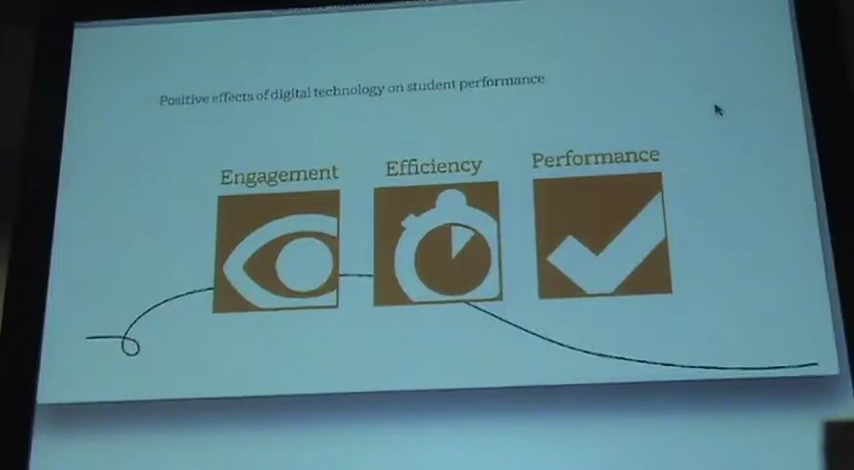 Positive effects of digital technology on student performance
Engagement
Efficiency
Performance